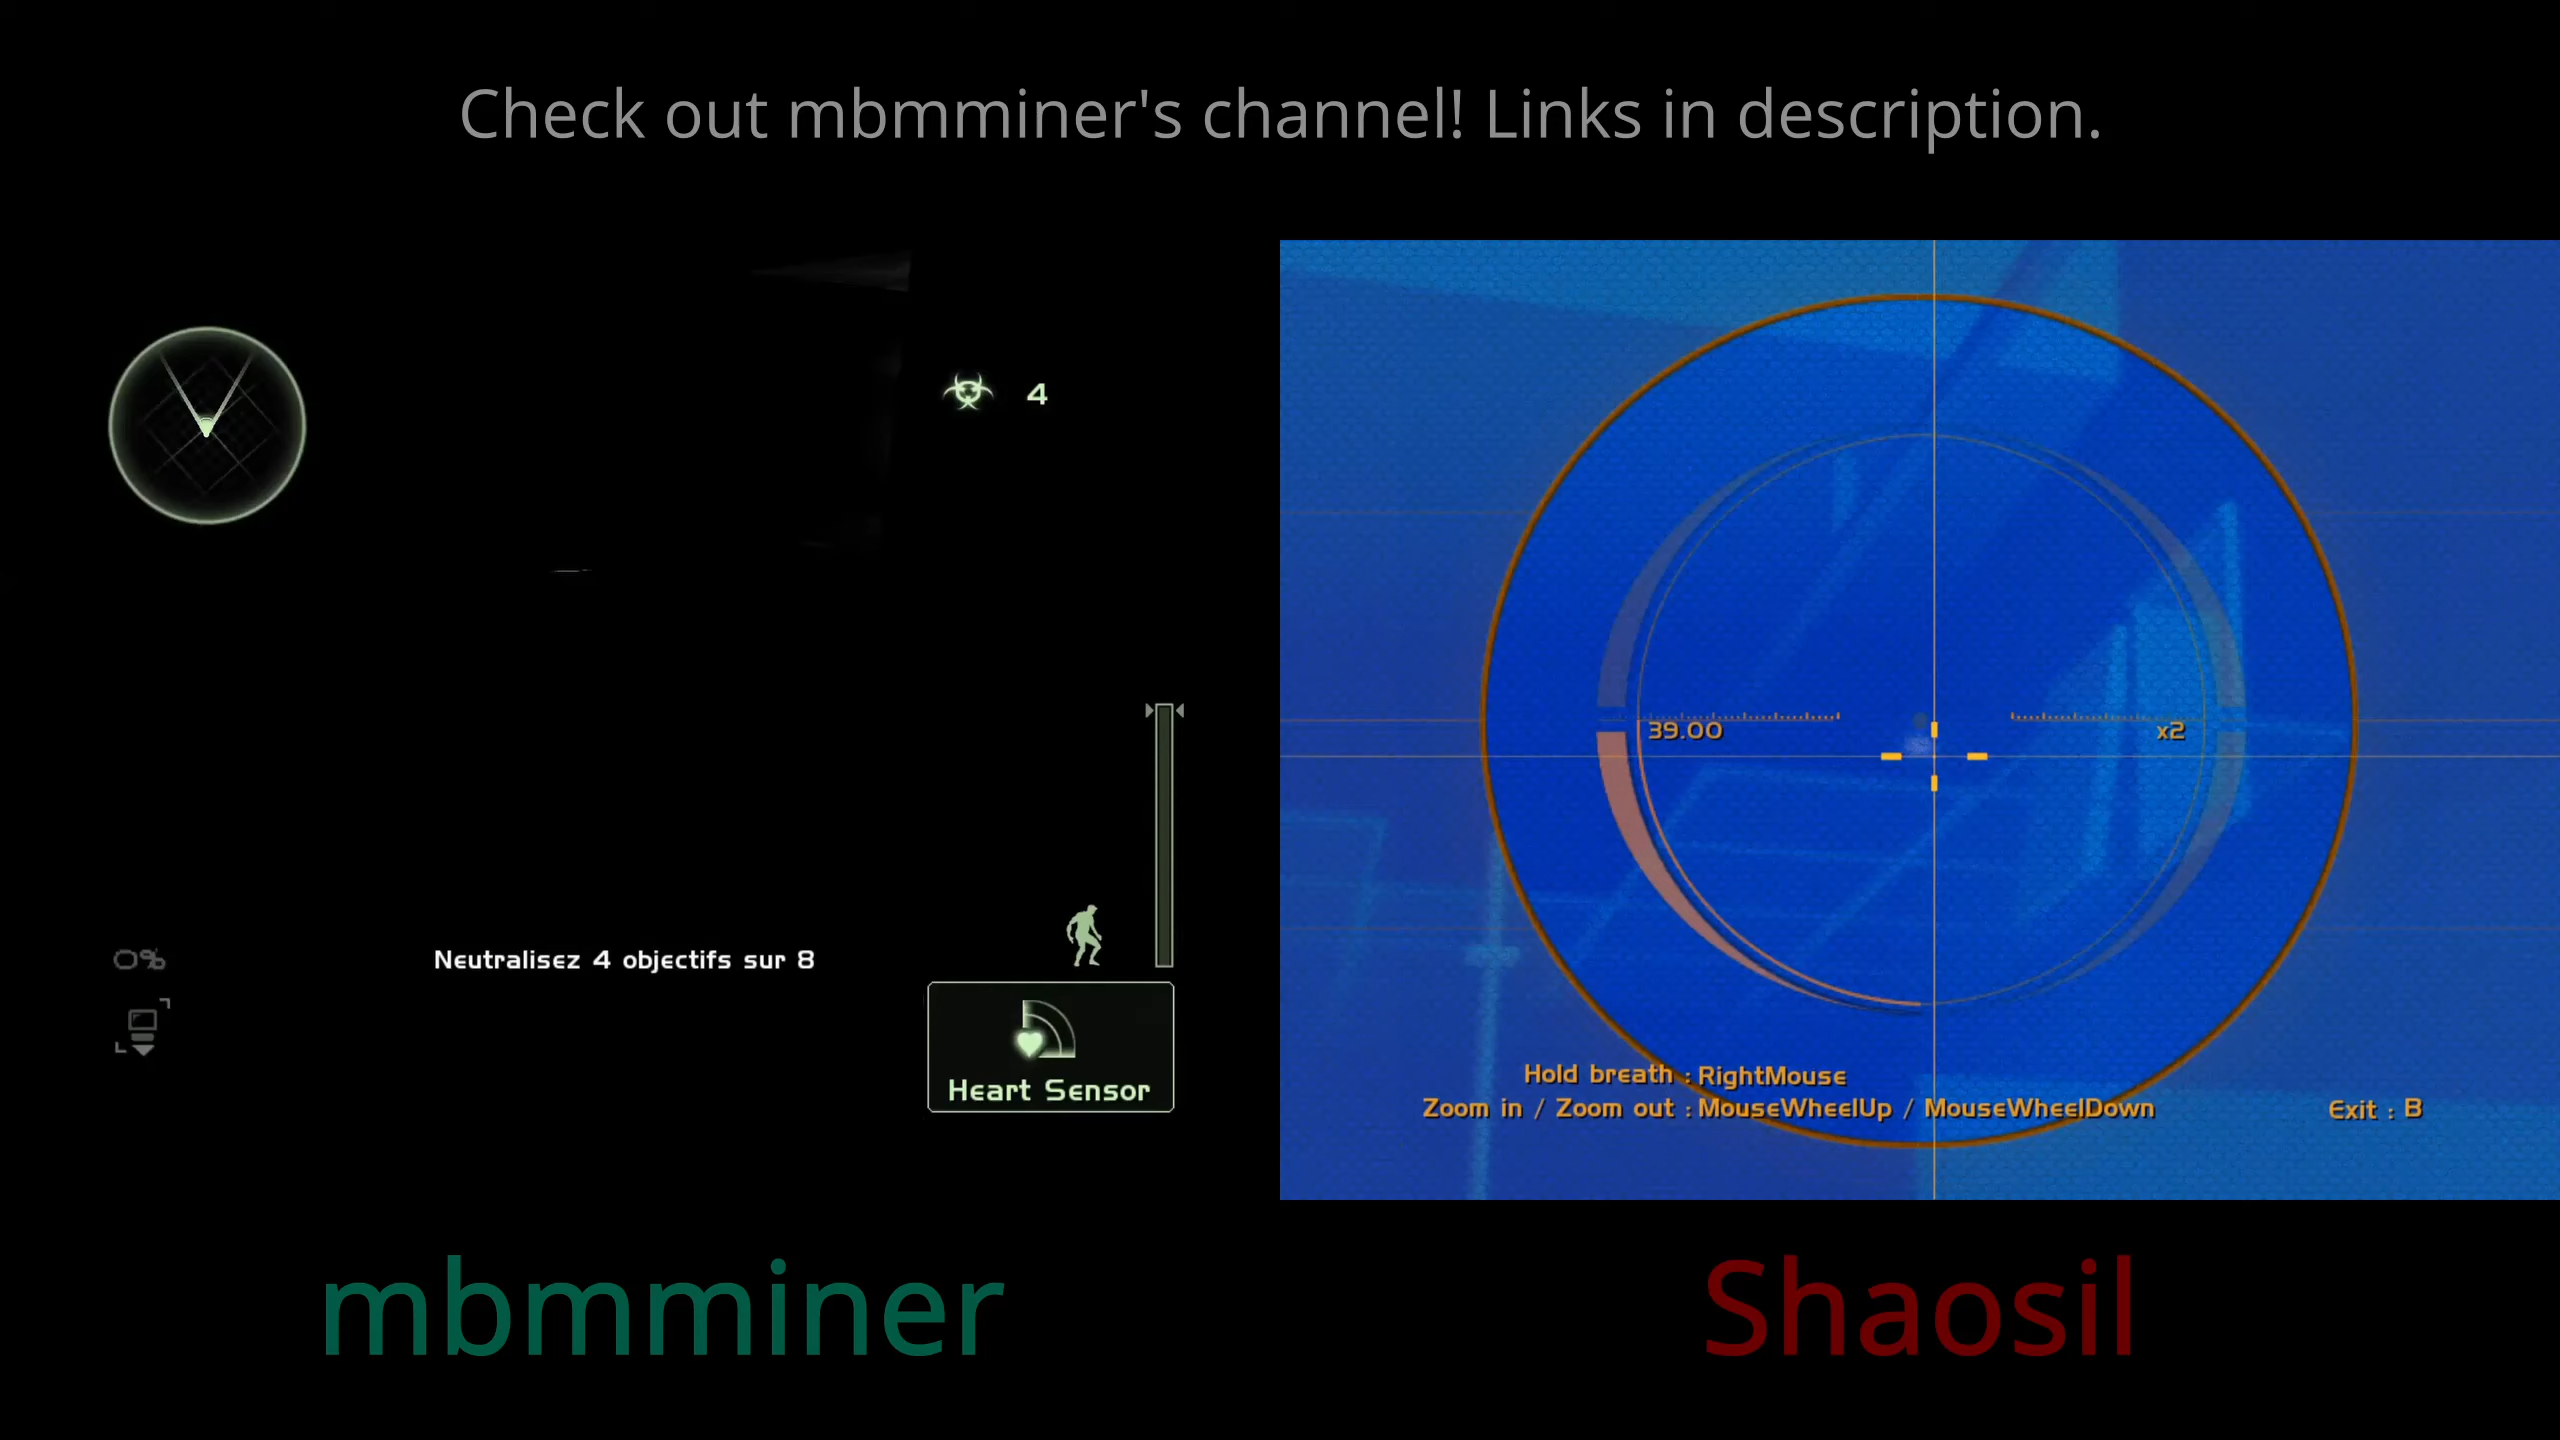 Check out mbmminer's channel! Links in description.
4
39.00
x2
0%
Neutralisez 4 objectifs sur 8
Heart Sensor
Hold breath : RightMouse
Zoom in / Zoom out : MouseWheelUp / MouseWheelDown
Exit : B
mbmminer
Shaosil